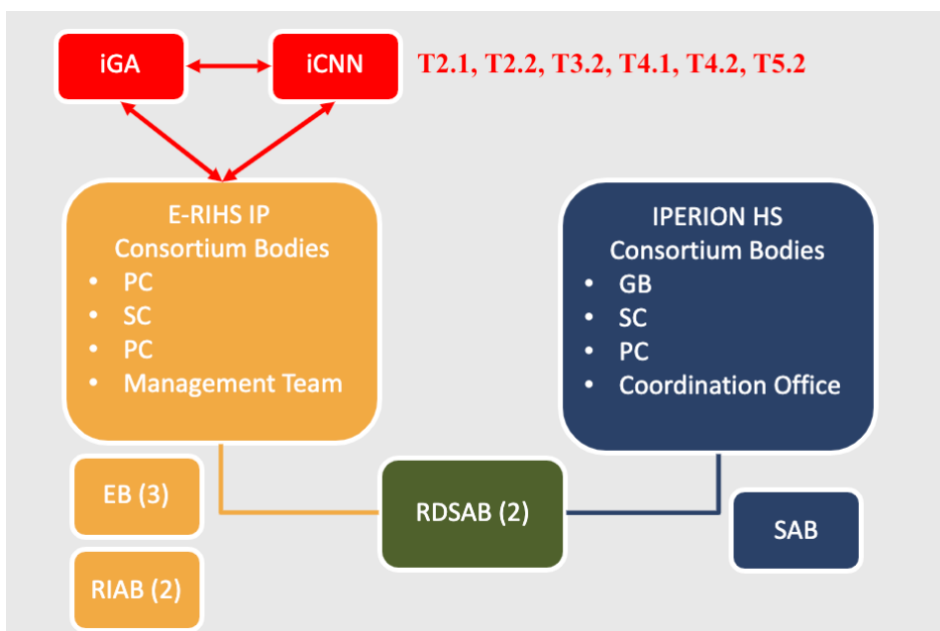 iGA
iCNN
T2.1, T2.2, T3.2, T4.1, T4.2, T5.2
E-RIHS IP
Consortium Bodies
• PC
• SC
• PC
• Management Team
IPERION HS
Consortium Bodies
• GB
• SC
• PC
• Coordination Office
EB (3)
RIAB (2)
RDSAB (2)
SAB